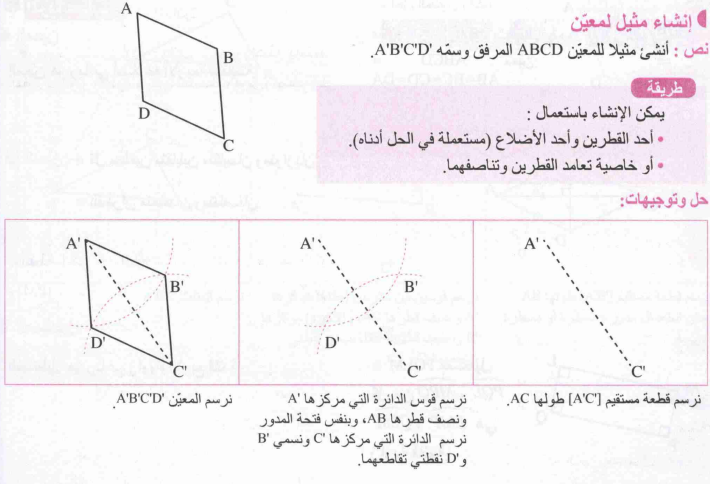 إنشاء مثيل لمعيّن
نص : أنشئ مثيلا للمعيّن ABCD المرفق وسمّه A'B'C'D'.
A
B
D
C
طريقة
يمكن الإنشاء باستعمال :
• أحد القطرين وأحد الأضلاع (مستعملة في الحل أدناه).
• أو خاصية تعامد القطرين وتناصفهما.
حل وتوجيهات:
A'
C'
نرسم قطعة مستقيم [A'C'] طولها AC.
A'
B'
D'
C'
نرسم قوس الدائرة التي مركزها A'
ونصف قطرها AB، وبنفس فتحة المدور
نرسم الدائرة التي مركزها C' ونسمي B'
و D' نقطتي تقاطعهما.
A'
B'
D'
C'
نرسم المعيّن A'B'C'D'.